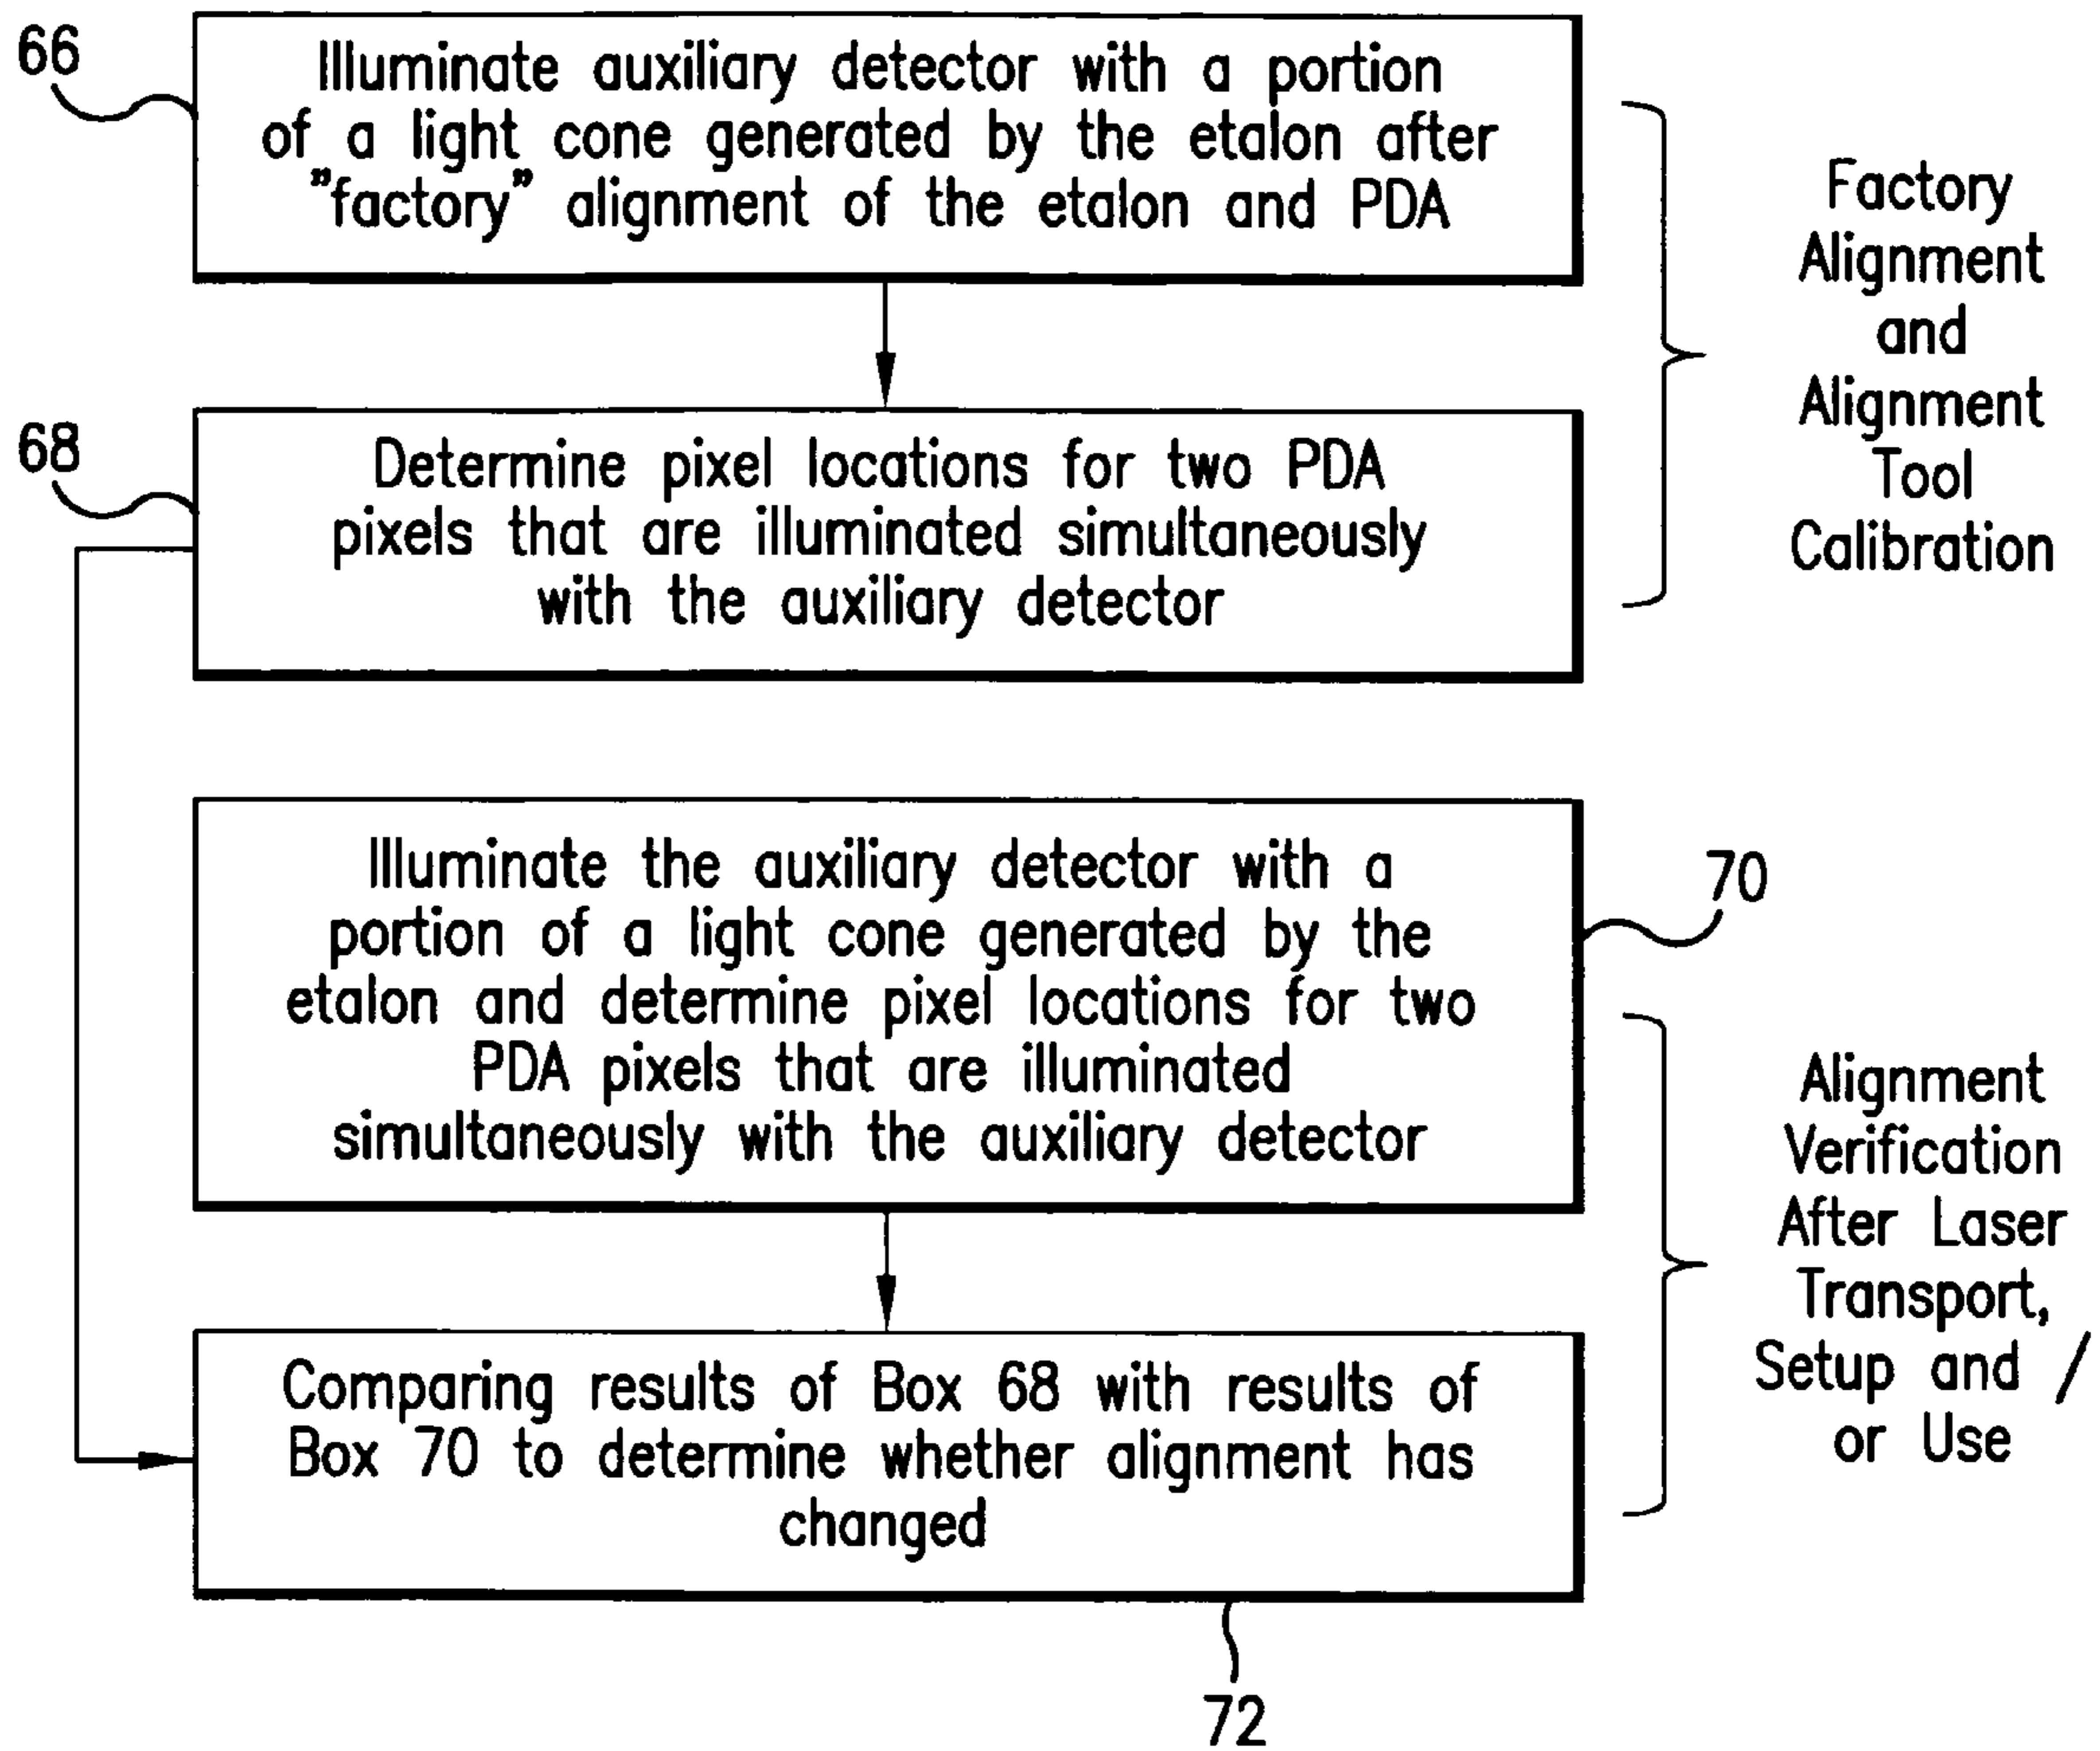 66
Illuminate auxiliary detector with a portion
of a light cone generated by the etalon after
"factory" alignment of the etalon and PDA
68
Determine pixel locations for two PDA
pixels that are illuminated simultaneously
with the auxiliary detector
Factory
Alignment
and
Alignment
Tool
Calibration
Illuminate the auxiliary detector with a
portion of a light cone generated by the
etalon and determine pixel locations for two
PDA pixels that are illuminated
simultaneously with the auxiliary detector
70
Comparing results of Box 68 with results of
Box 70 to determine whether alignment has
changed
72
Alignment
Verification
After Laser
Transport,
Setup and /
or Use